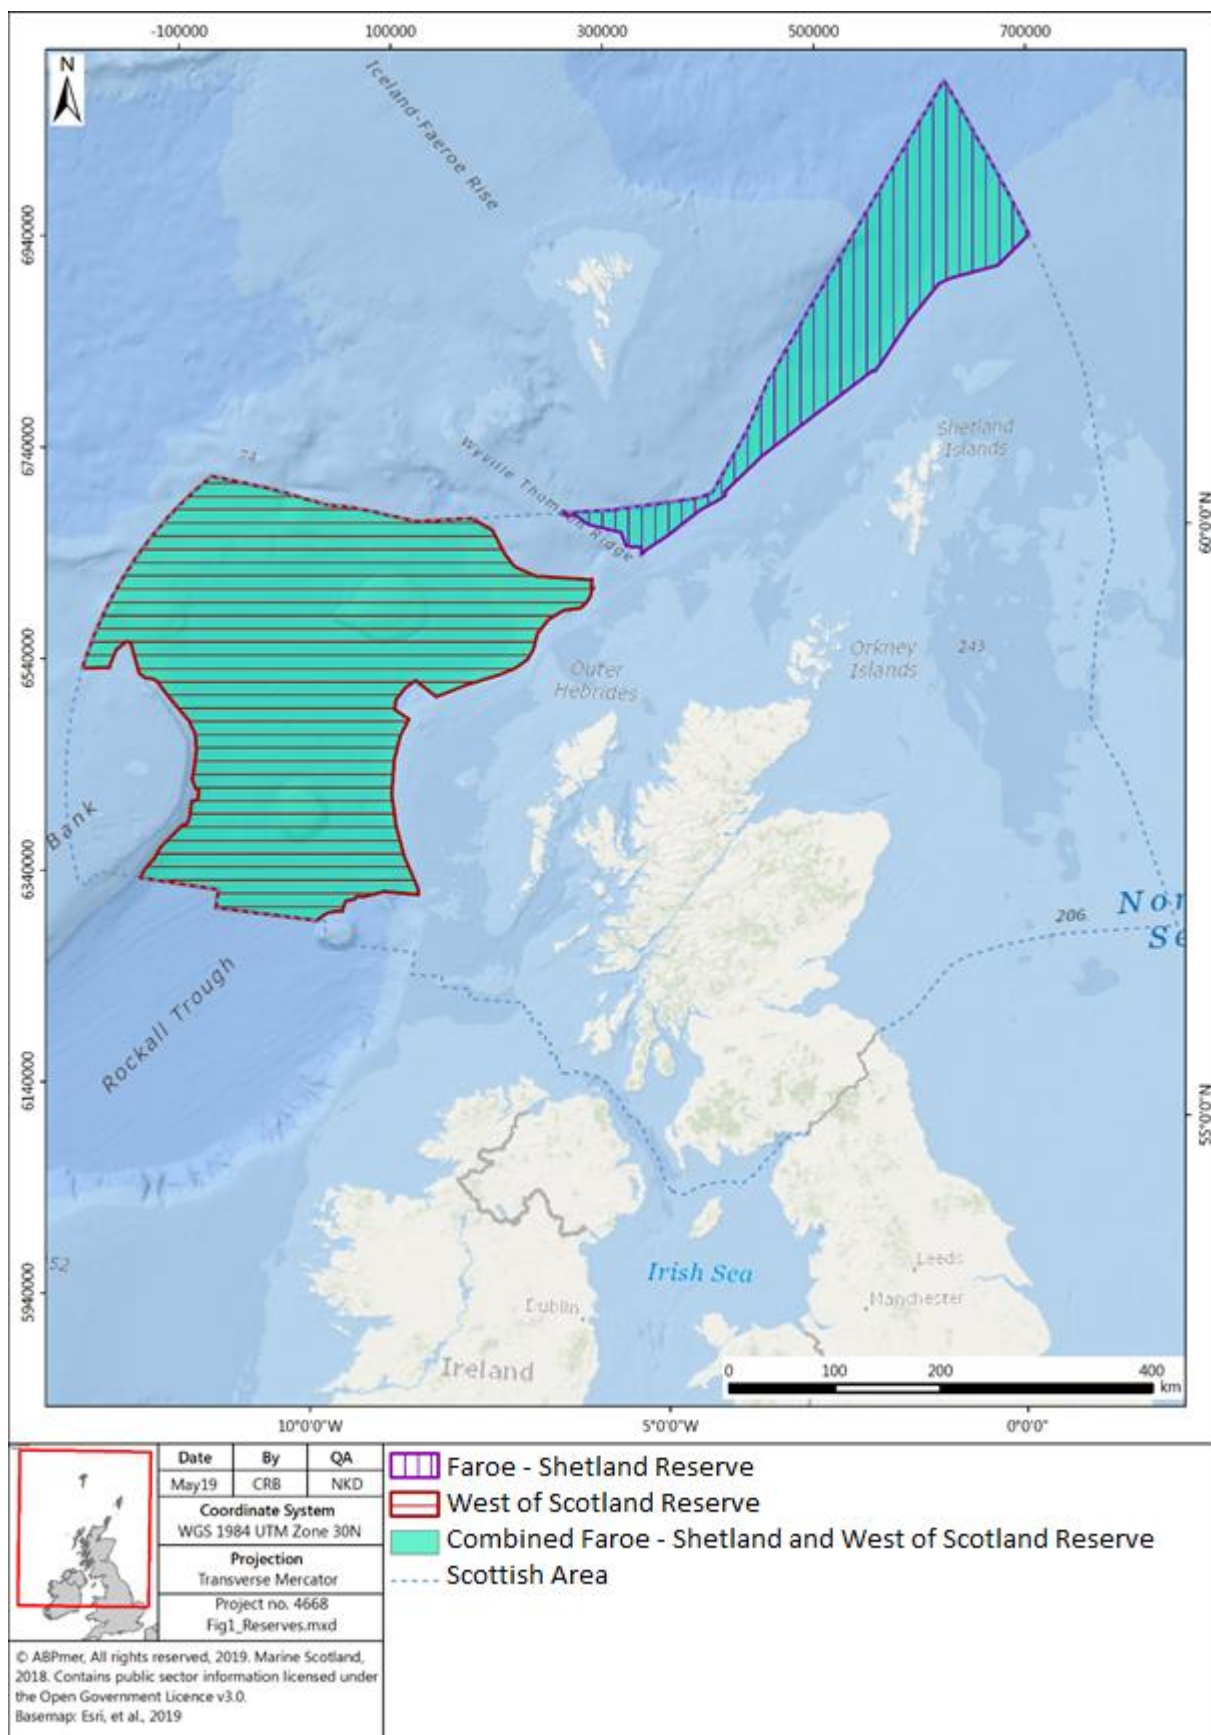 -100000 100000 300000 500000 700000
N
Iceland-Faeroe Rise
6940000
6740000
Wyville Thomson Ridge
Shetland
Islands
60°0'0"N
6540000
Outer
Hebrides
Orkney
Islands
243
Bank
6340000
206
Nor
Se
Rockall Trough
6140000
55°0'0"N
52
5940000
Irish Sea
Leeds
Manchester
Dublin
Ireland
0 100 200 400
km
10°0'0"W 5°0'0"W 0°0'0"
Date By QA
May19 CRB NKD
Coordinate System
WGS 1984 UTM Zone 30N
Projection
Transverse Mercator
Project no. 4668
Fig1_Reserves.mxd
© ABPmer, All rights reserved, 2019. Marine Scotland,
2018. Contains public sector information licensed under
the Open Government Licence v3.0.
Basemap: Esri, et al., 2019
Faroe - Shetland Reserve
West of Scotland Reserve
Combined Faroe - Shetland and West of Scotland Reserve
Scottish Area